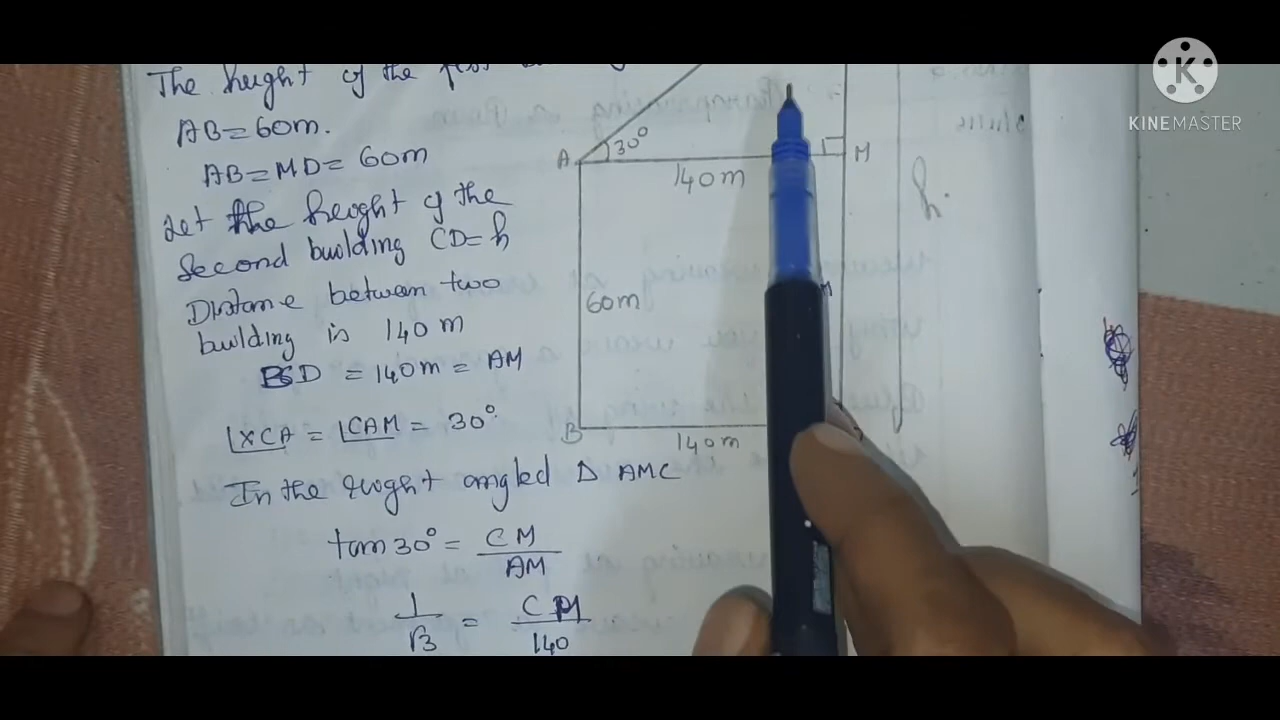 The height of the
AB = 60m.
AB = MD = 60m
Let the height of the
second building CD = h
Distance between two
building is 140 m
BD = 140m = AM
∠XCA = ∠CAM = 30°
In the right angled Δ AMC
tan 30° = CM / AM
1 / √3 = CM / 140
A
30°
140m
M
h.
60m
B
140m
K
KINEMASTER